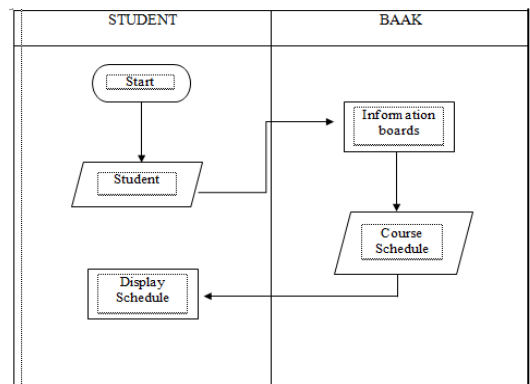 STUDENT
BAAK
Start
Information
boards
Student
Course
Schedule
Display
Schedule